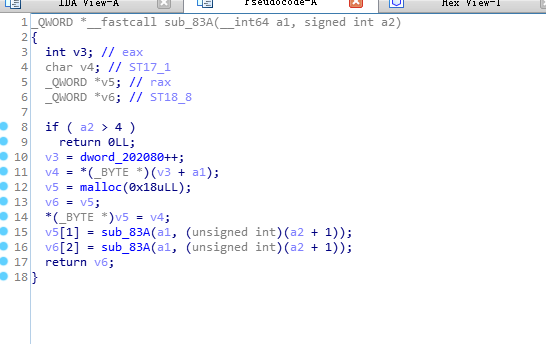 IDA View-A Pseudocode-A Hex View-1
1 _QWORD *__fastcall sub_83A(__int64 a1, signed int a2)
2 {
3 int v3; // eax
4 char v4; // ST17_1
5 _QWORD *v5; // rax
6 _QWORD *v6; // ST18_8
7
8 if ( a2 > 4 )
9 return 0LL;
10 v3 = dword_202080++;
11 v4 = *(_BYTE *)(v3 + a1);
12 v5 = malloc(0x18uLL);
13 v6 = v5;
14 *(_BYTE *)v5 = v4;
15 v5[1] = sub_83A(a1, (unsigned int)(a2 + 1));
16 v6[2] = sub_83A(a1, (unsigned int)(a2 + 1));
17 return v6;
18 }